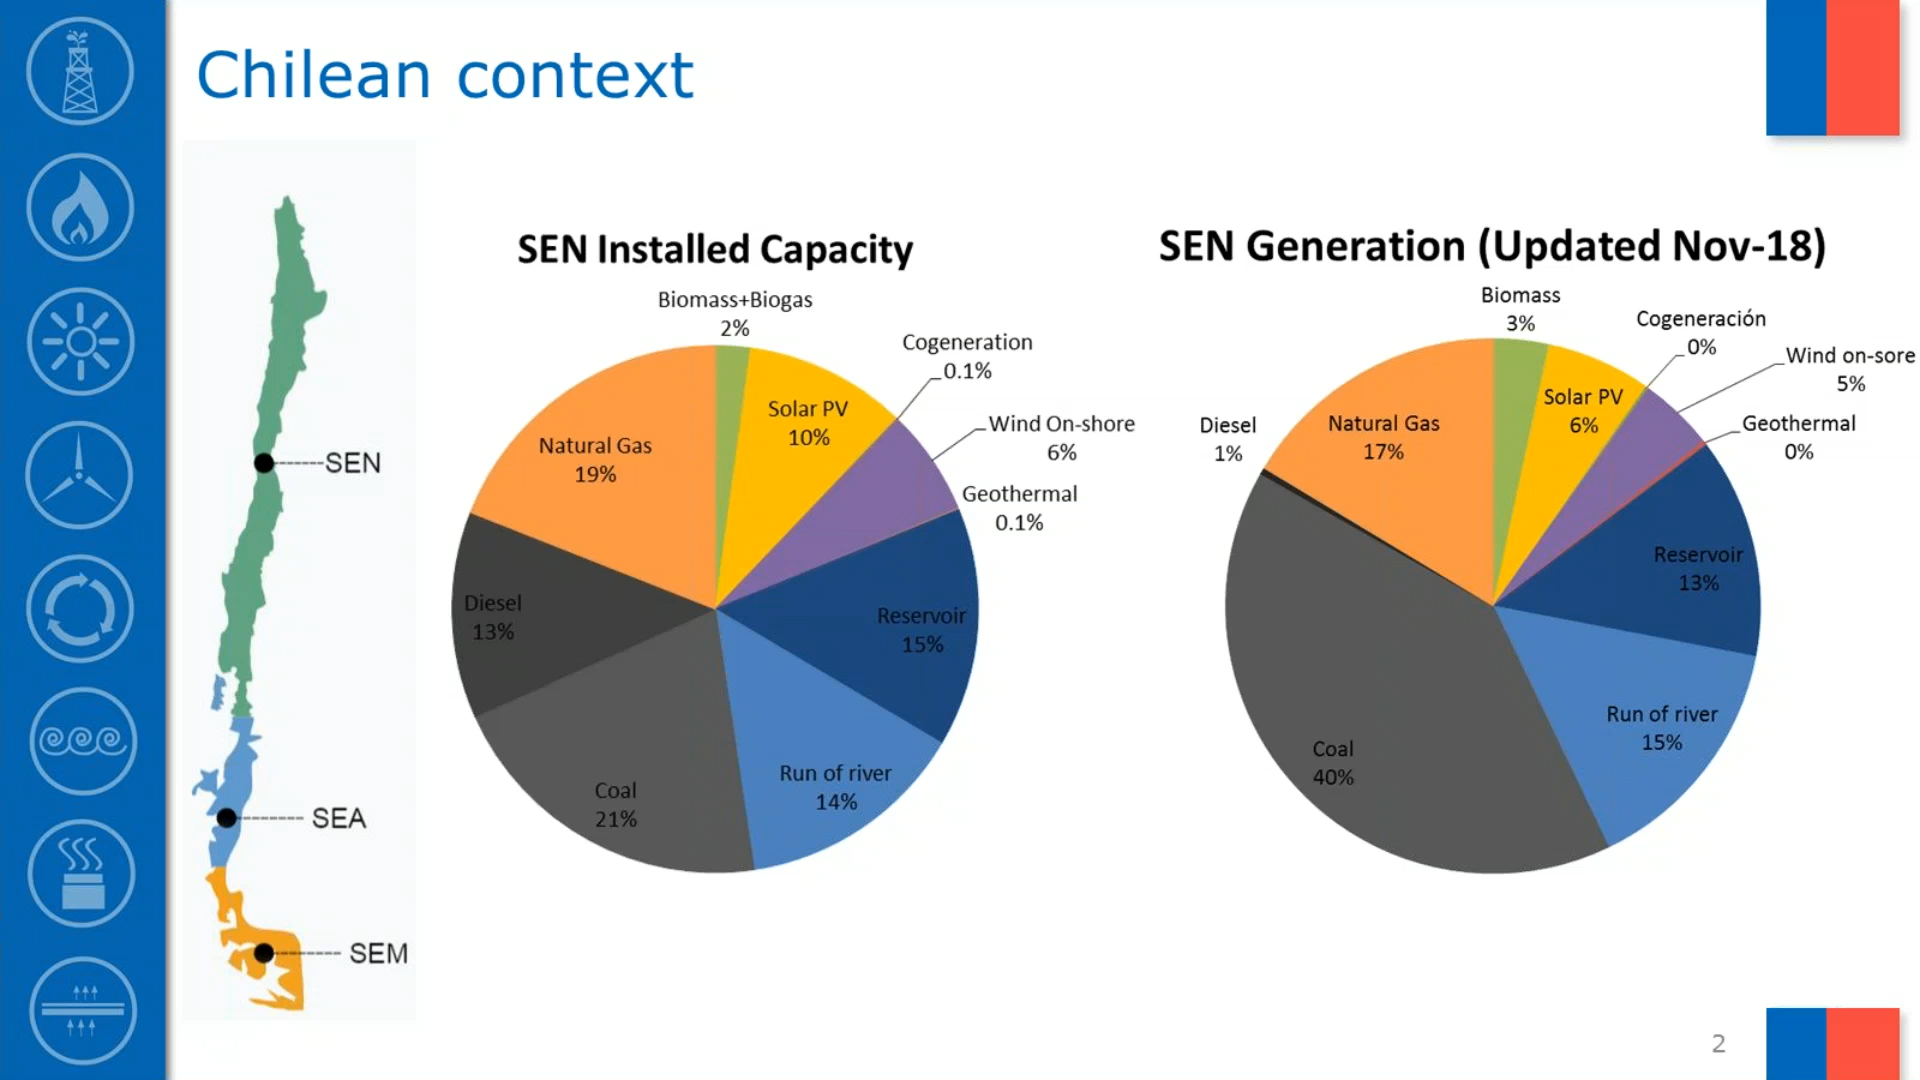 Chilean context
SEN
SEA
SEM
SEN Installed Capacity
Biomass+Biogas
2%
Cogeneration
0.1%
Solar PV
10%
Wind On-shore
6%
Natural Gas
19%
Geothermal
0.1%
Diesel
13%
Reservoir
15%
Run of river
14%
Coal
21%
SEN Generation (Updated Nov-18)
Biomass
3%
Cogeneración
0%
Wind on-sore
5%
Solar PV
6%
Diesel
1%
Natural Gas
17%
Geothermal
0%
Reservoir
13%
Run of river
15%
Coal
40%
2